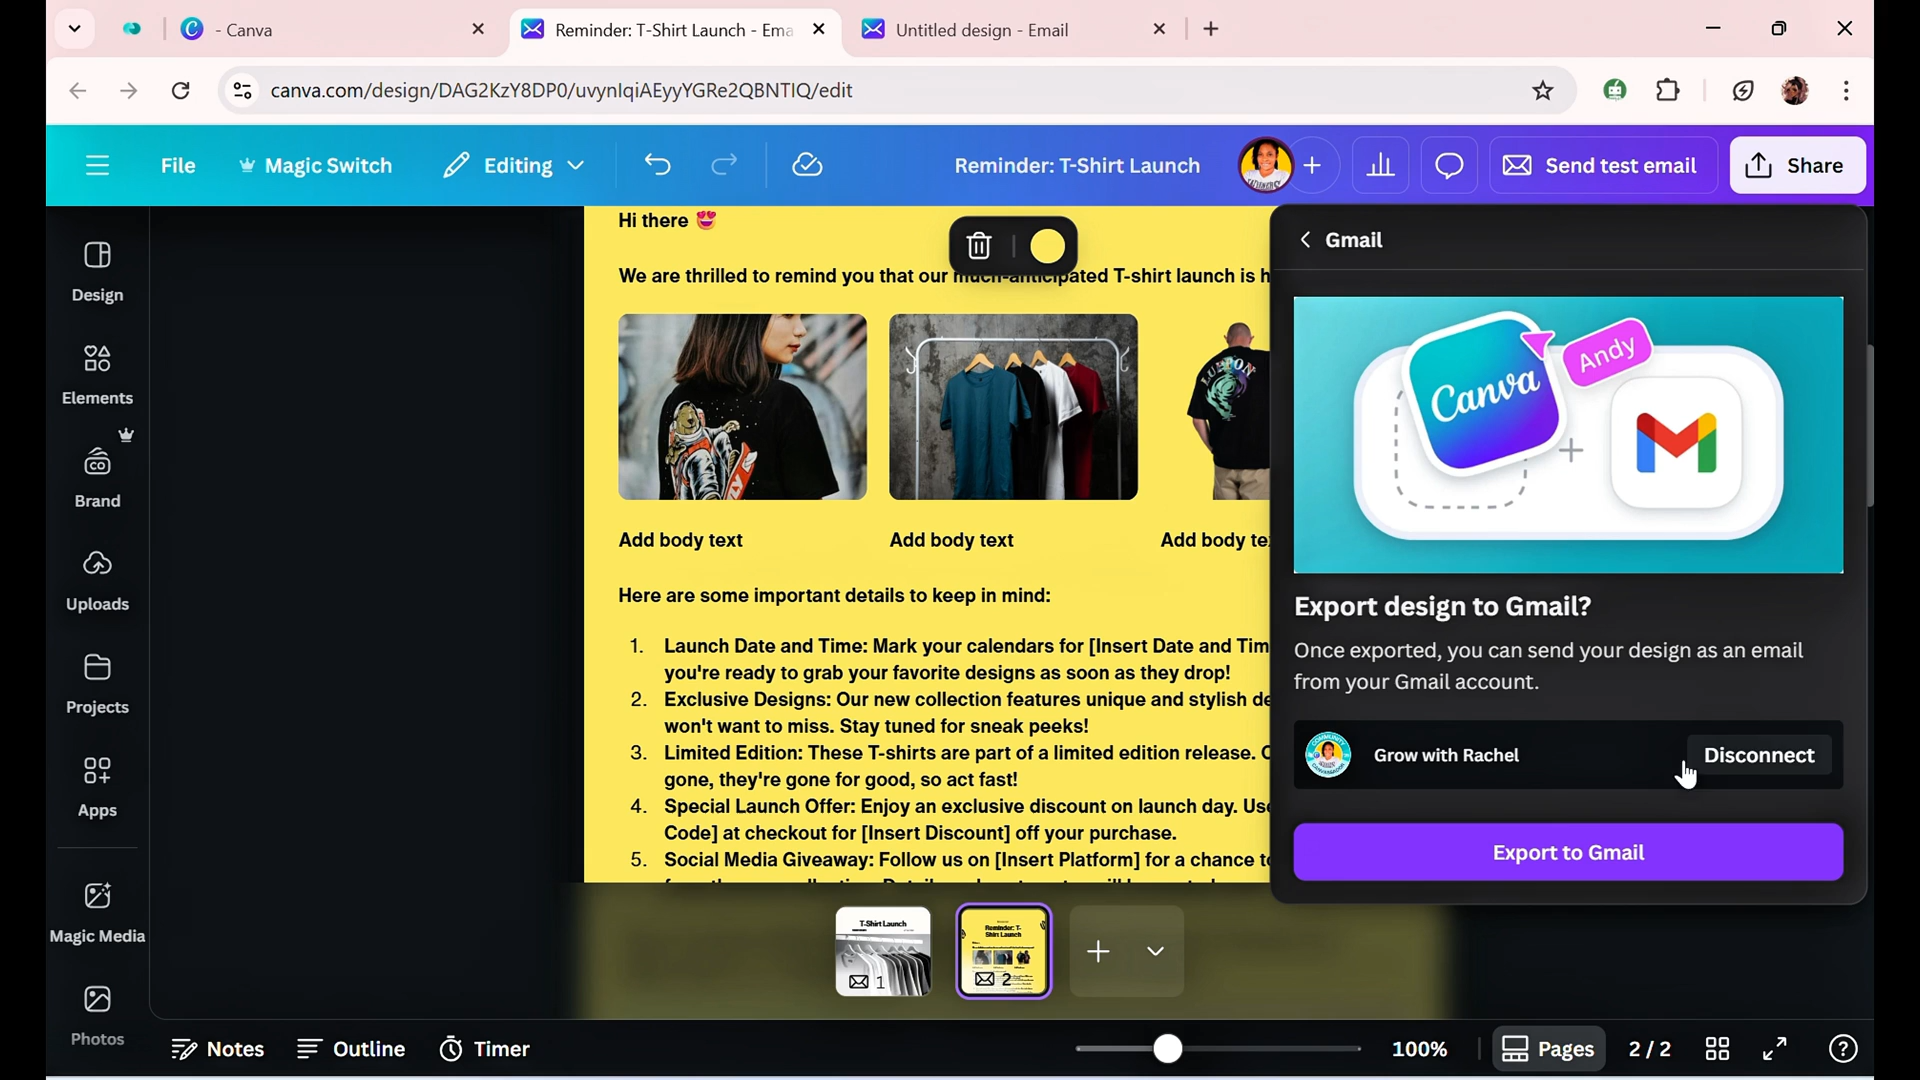 - Canva
Reminder: T-Shirt Launch - Ema
Untitled design - Email
canva.com/design/DAG2KzY8DP0/uvynIqiAEyyYGRe2QBNTIQ/edit
File
Magic Switch
Editing
Reminder: T-Shirt Launch
Send test email
Share
Design
Elements
Brand
Uploads
Projects
Apps
Magic Media
Photos
Hi there 😍
We are thrilled to remind you that our much-anticipated T-shirt launch is h
Add body text
Add body text
Add body te
Here are some important details to keep in mind:
1. Launch Date and Time: Mark your calendars for [Insert Date and Tim
you're ready to grab your favorite designs as soon as they drop!
2. Exclusive Designs: Our new collection features unique and stylish de
won't want to miss. Stay tuned for sneak peeks!
3. Limited Edition: These T-shirts are part of a limited edition release. O
gone, they're gone for good, so act fast!
4. Special Launch Offer: Enjoy an exclusive discount on launch day. Use
Code] at checkout for [Insert Discount] off your purchase.
5. Social Media Giveaway: Follow us on [Insert Platform] for a chance to
Gmail
Canva
Andy
Export design to Gmail?
Once exported, you can send your design as an email
from your Gmail account.
Grow with Rachel
Disconnect
Export to Gmail
T-Shirt Launch
1
Reminder: T-
Shirt Launch
2
Notes
Outline
Timer
100%
Pages
2 / 2